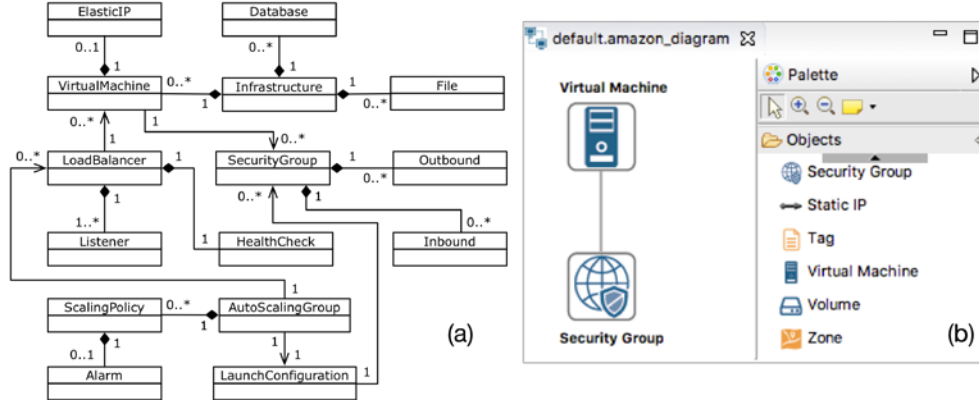 ElasticIP
Database
0..1
0..*
1
1
VirtualMachine
0..*
Infrastructure
1
File
1
1
0..*
0..*
1
0..*
0..*
1
LoadBalancer
1
SecurityGroup
1
Outbound
1
0..*
0..*
1
1..*
0..*
Listener
1
HealthCheck
Inbound
1
ScalingPolicy
0..*
AutoScalingGroup
1
1
(a)
0..1
1
1
Alarm
LaunchConfiguration
1
default.amazon_diagram
Virtual Machine
Security Group
Palette
Objects
Security Group
Static IP
Tag
Virtual Machine
Volume
Zone
(b)